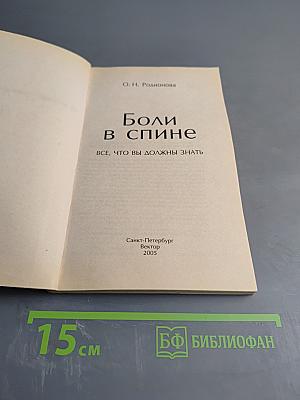 О. Н. Родионова
Боли
в спине
ВСЕ, ЧТО ВЫ ДОЛЖНЫ ЗНАТЬ
Санкт-Петербург
Вектор
2005
15 см
БФ БИБЛИОФАН